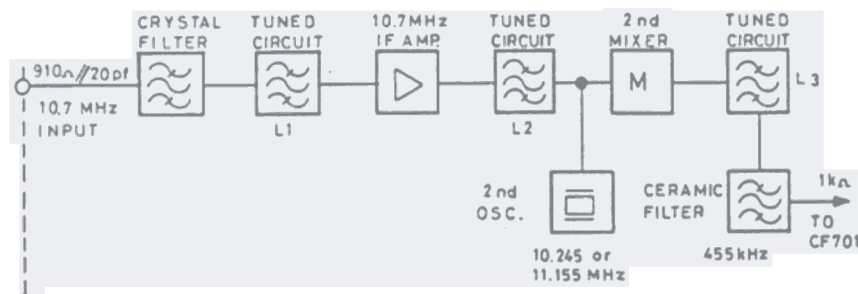 CRYSTAL
FILTER
TUNED
CIRCUIT
10.7MHz
IF AMP.
TUNED
CIRCUIT
2nd
MIXER
TUNED
CIRCUIT
910Ω//20pf
10.7 MHz
INPUT
L1
L2
M
L3
2nd
OSC.
10.245 or
11.155 MHz
CERAMIC
FILTER
455kHz
1kΩ
TO
CF701